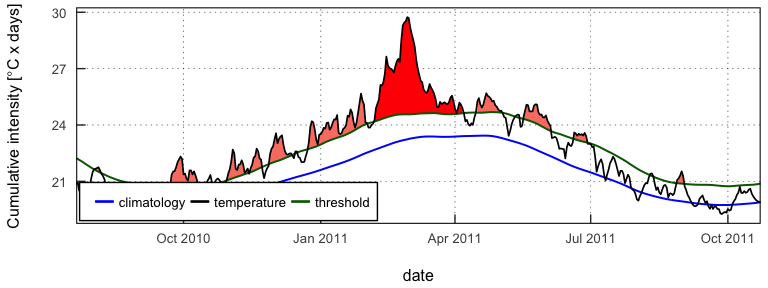 Cumulative intensity [°C x days]
30
27
24
21
climatology temperature threshold
Oct 2010 Jan 2011 Apr 2011 Jul 2011 Oct 2011
date